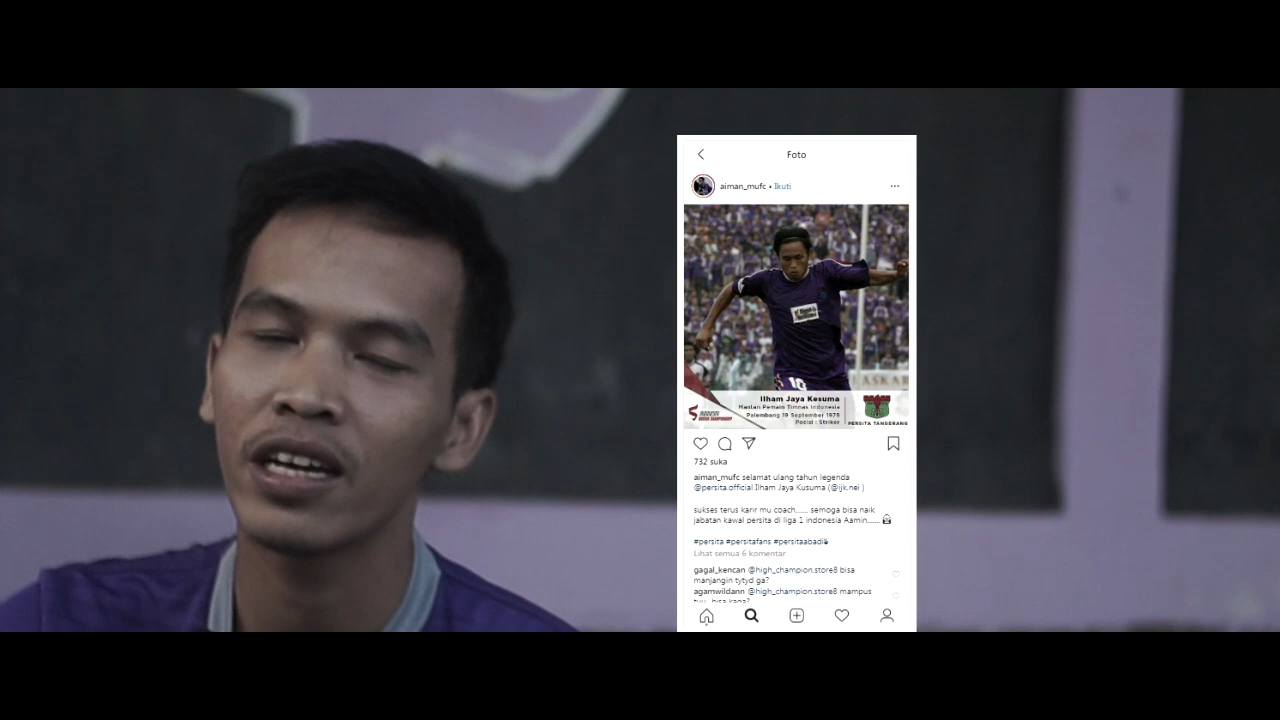 Foto
aiman_mufc • Ikuti
10
LASKAR
Ilham Jaya Kesuma
Mantan Pemain Timnas Indonesia
Palembang 19 September 1978
Posisi : Striker
PERSITA TANGERANG
732 suka
aiman_mufc selamat ulang tahun legenda
@persita.official Ilham Jaya Kusuma (@ijk.nei )
sukses terus karir mu coach....... semoga bisa naik
jabatan kawal persita di liga 1 indonesia Aamin.......
#persita #persitafans #persitaabadi
Lihat semua 6 komentar
gagal_kencan @high_champion.store8 bisa
manjangin tytyd ga?
agamwildann @high_champion.store8 mampus